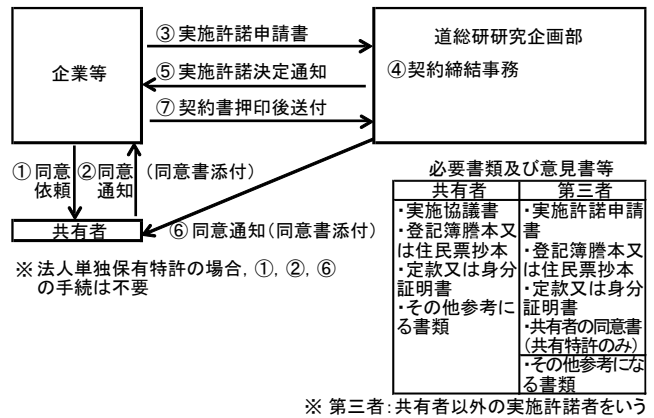 ③実施許諾申請書
道総研研究企画部
企業等
⑤実施許諾決定通知
④契約締結事務
⑦契約書押印後送付
①同意
依頼
②同意
通知
(同意書添付)
共有者
⑥同意通知(同意書添付)
※法人単独保有特許の場合，①，②，⑥
の手続は不要
必要書類及び意見書等
共有者
・実施協議書
・登記簿謄本又
は住民票抄本
・定款又は身分
証明書
・その他参考に
る書類
第三者
・実施許諾申請
書
・登記簿謄本又
は住民票抄本
・定款又は身分
証明書
・共有者の同意書
(共有特許のみ)
・その他参考にな
る書類
※ 第三者：共有者以外の実施許諾者をいう